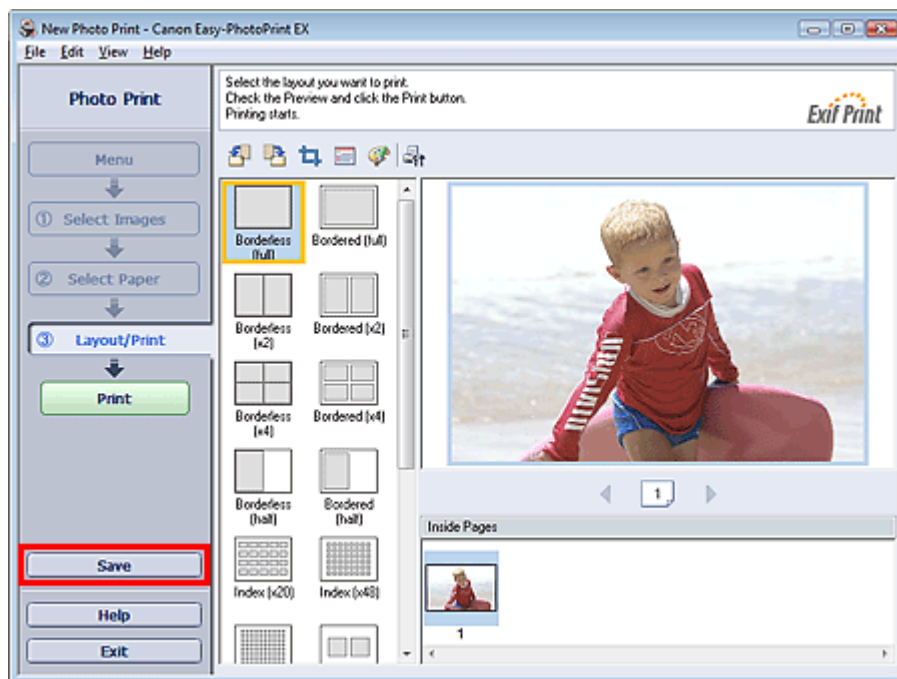 New Photo Print - Canon Easy-PhotoPrint EX
File Edit View Help
Photo Print
Select the layout you want to print.
Check the Preview and click the Print button.
Printing starts.
Exif Print
Menu
① Select Images
② Select Paper
③ Layout/Print
Print
Save
Help
Exit
Borderless
(full)
Bordered (full)
Borderless
(x2)
Bordered (x2)
Borderless
(x4)
Bordered (x4)
Borderless
(half)
Bordered
(half)
Index (x20)
Index (x48)
1
Inside Pages
1